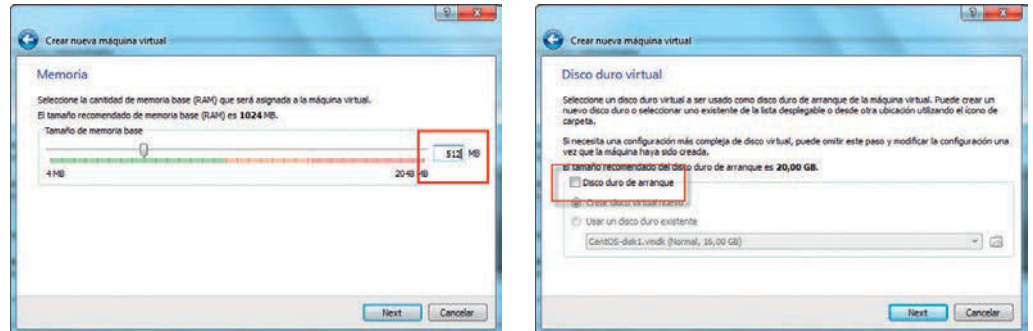 Crear nueva máquina virtual
Memoria
Seleccione la cantidad de memoria base (RAM) que será asignada a la máquina virtual.
El tamaño recomendado de memoria base (RAM) es 1024 MB.
Tamaño de memoria base
512 MB
4 MB
2048 MB
Next
Cancelar
Crear nueva máquina virtual
Disco duro virtual
Seleccione un disco duro virtual a ser usado como disco duro de arranque de la máquina virtual. Puede crear un
nuevo disco duro o seleccionar uno existente de la lista desplegable o desde otra ubicación utilizando el ícono de
carpeta.
Si necesita una configuración más compleja de disco virtual, puede omitir este paso y modificar la configuración una
vez que la máquina haya sido creada.
El tamaño recomendado del disco duro de arranque es 20,00 GB.
Disco duro de arranque
Crear disco virtual nuevo
Usar un disco duro existente
CentOS-disk1.vmdk (Normal, 16,00 GB)
Next
Cancelar